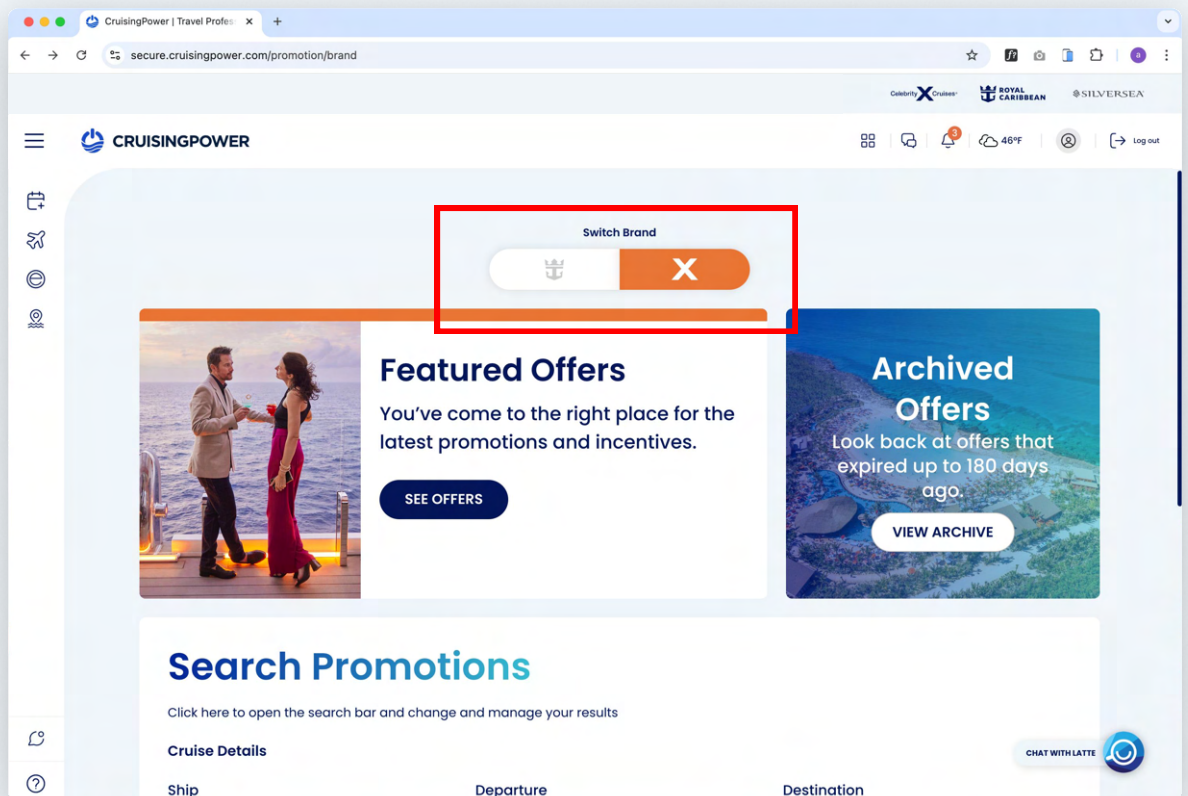 CruisingPower | Travel Profes
secure.cruisingpower.com/promotion/brand
a
Celebrity X Cruises
ROYAL
CARIBBEAN
SILVERSEA
CRUISINGPOWER
3
46°F
Log out
Switch Brand
X
Featured Offers
You’ve come to the right place for the
latest promotions and incentives.
SEE OFFERS
Archived
Offers
Look back at offers that
expired up to 180 days
ago.
VIEW ARCHIVE
Search Promotions
Click here to open the search bar and change and manage your results
Cruise Details
CHAT WITH LATTE
Ship
Departure
Destination